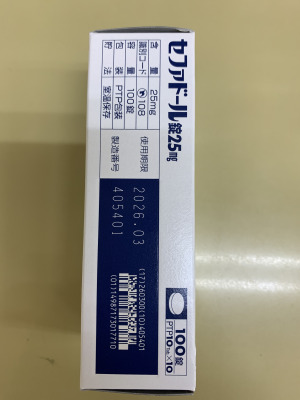 セファドール錠25mg
含量 25mg
識別コード 108
容量 100錠
包装 PTP包装
貯法 室温保存
使用期限 2026.03
製造番号 405401
100錠
PTP10錠×10
(17)260300(10)405401
(01)14987173017710